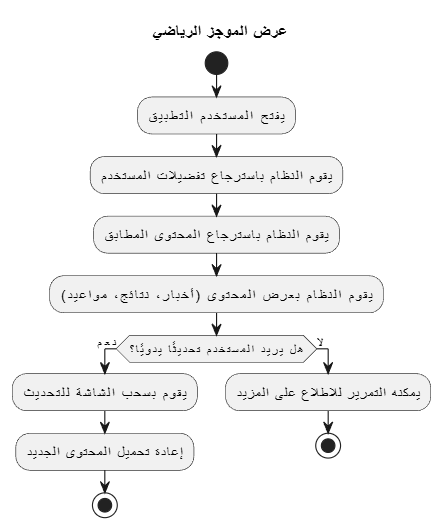 عرض الموجز الرياضي
يفتح المستخدم التطبيق
يقوم النظام باسترجاع تفضيلات المستخدم
يقوم النظام باسترجاع المحتوى المطابق
يقوم النظام بعرض المحتوى (أخبار، نتائج، مواعيد)
هل يريد المستخدم تحديثًا يدويًا؟
نعم
لا
يقوم بسحب الشاشة للتحديث
يمكنه التمرير للاطلاع على المزيد
إعادة تحميل المحتوى الجديد